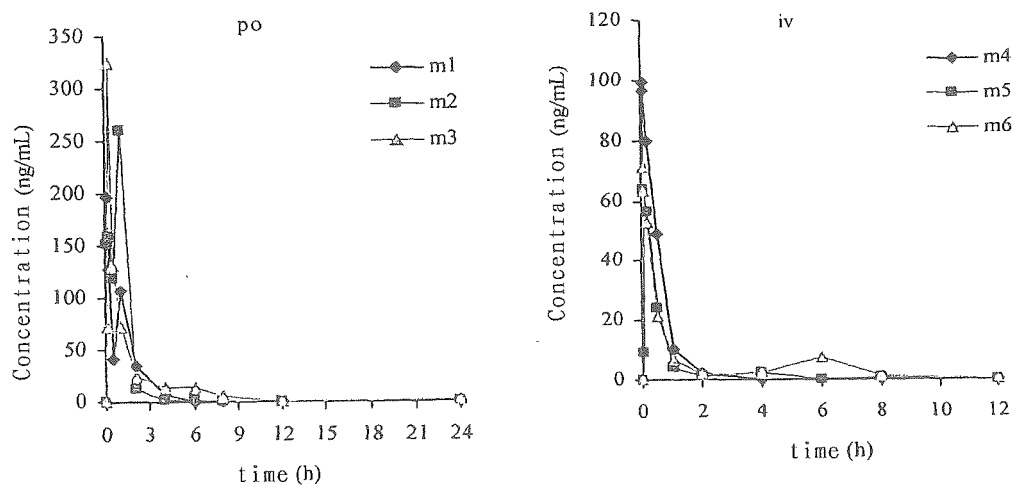 po
Concentration (ng/mL)
350
300
250
200
150
100
50
0
0 3 6 9 12 15 18 21 24
time (h)
m1
m2
m3
iv
Concentration (ng/mL)
120
100
80
60
40
20
0
0 2 4 6 8 10 12
time (h)
m4
m5
m6